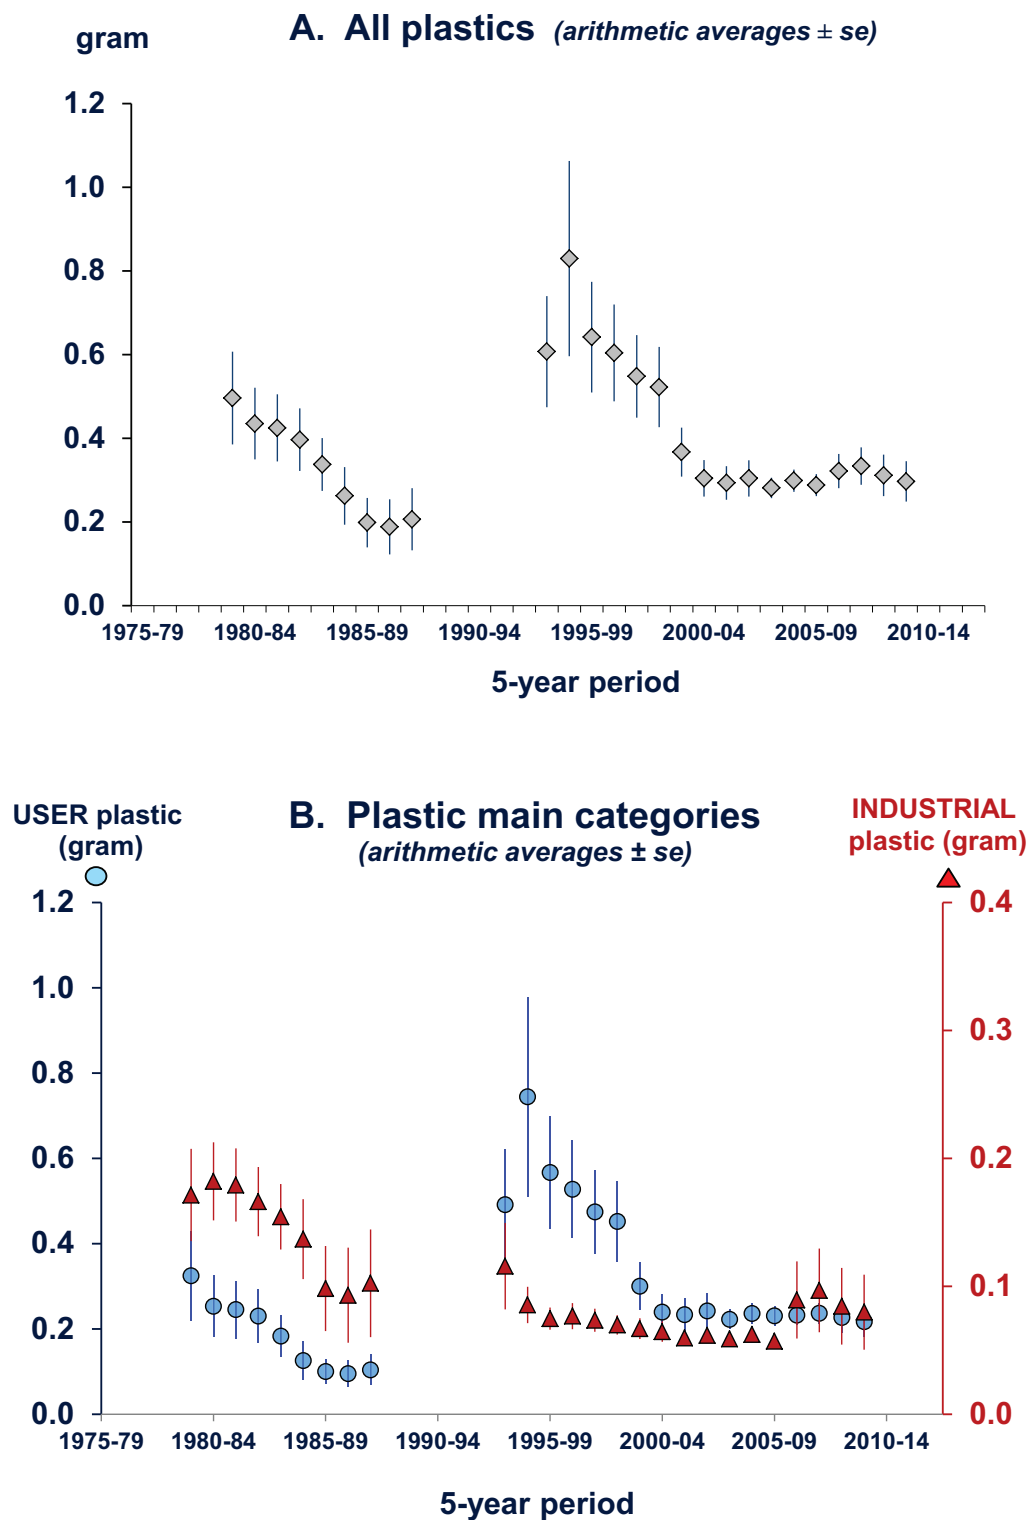 A. All plastics (arithmetic averages ± se)
gram
1.2
1.0
0.8
0.6
0.4
0.2
0.0
1975-79 1980-84 1985-89 1990-94 1995-99 2000-04 2005-09 2010-14
5-year period
B. Plastic main categories
(arithmetic averages ± se)
USER plastic
(gram)
INDUSTRIAL
plastic (gram)
1.2
1.0
0.8
0.6
0.4
0.2
0.0
0.4
0.3
0.2
0.1
0.0
1975-79 1980-84 1985-89 1990-94 1995-99 2000-04 2005-09 2010-14
5-year period